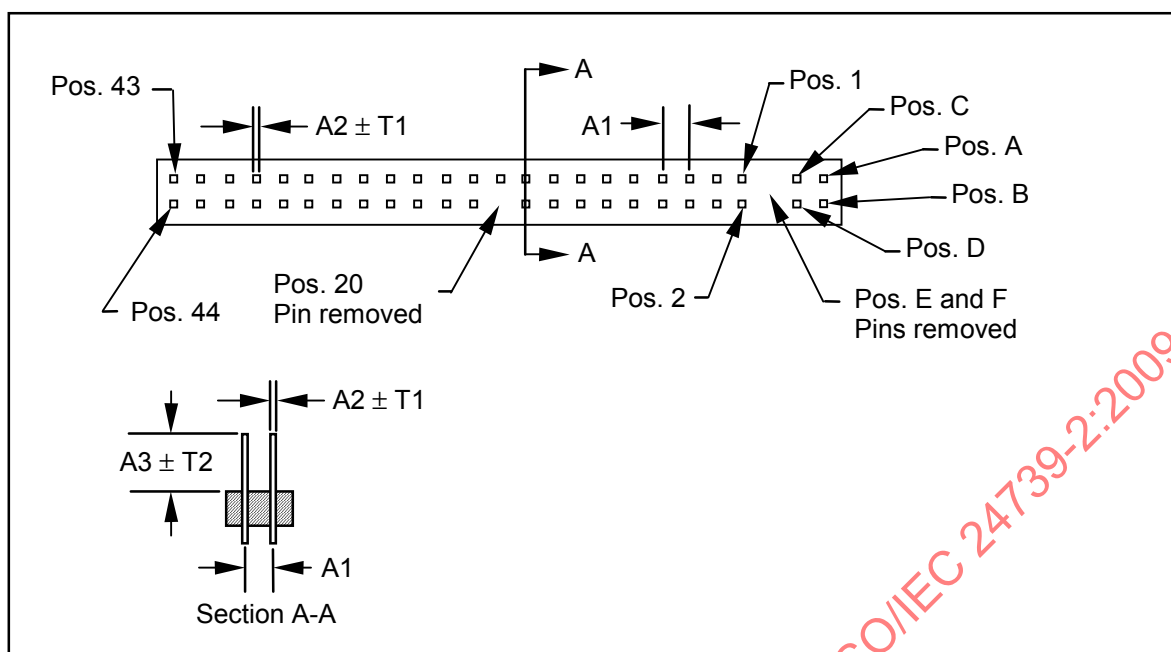 A
Pos. 43
Pos. 1
Pos. C
A2 ± T1
A1
Pos. A
Pos. B
A
Pos. D
Pos. 44
Pos. 20
Pin removed
Pos. 2
Pos. E and F
Pins removed
A2 ± T1
A3 ± T2
A1
Section A-A
SO/IEC 24739-2:2009